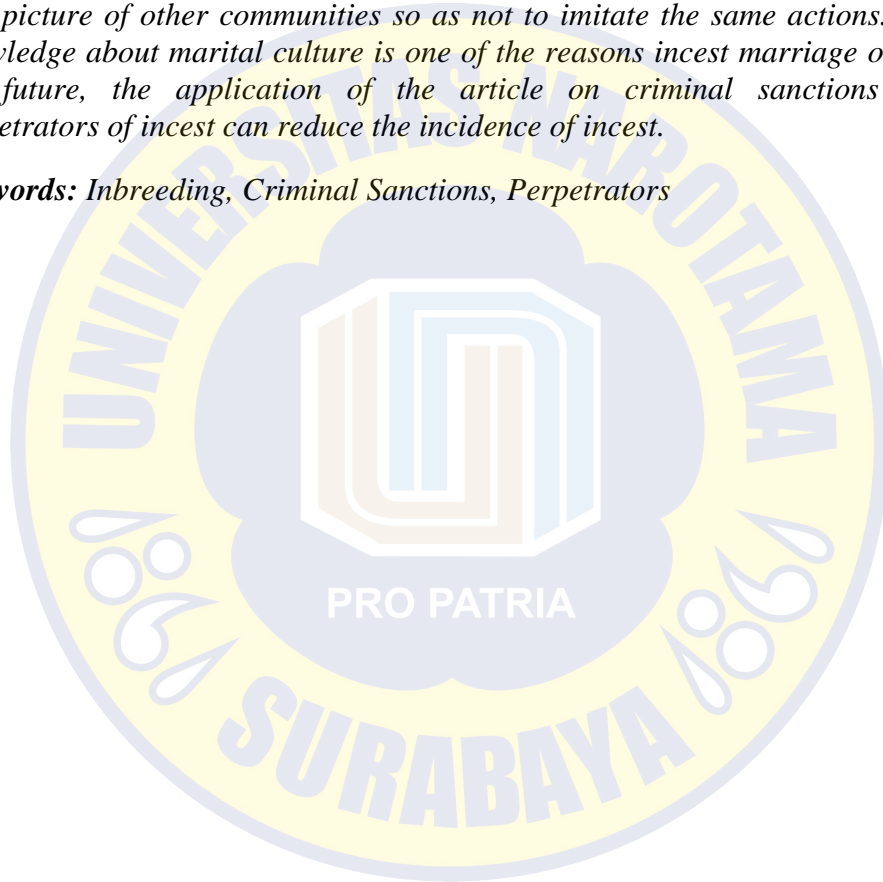 picture of other communities so as not to imitate the same actions.
ledge about marital culture is one of the reasons incest marriage o
future, the application of the article on criminal sanctions
etrators of incest can reduce the incidence of incest.
words: Inbreeding, Criminal Sanctions, Perpetrators
UNIVERSITAS NAROTAMA
PRO PATRIA
SURABAYA